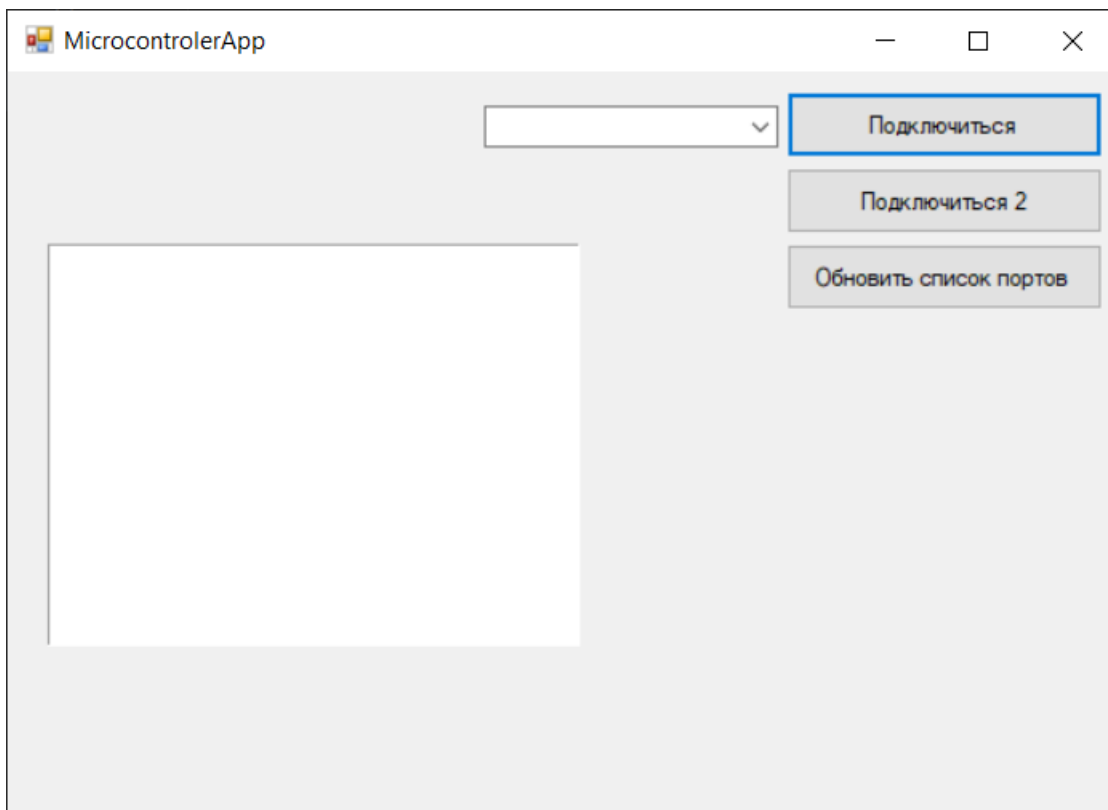 MicrocontrolerApp
Подключиться
Подключиться 2
Обновить список портов